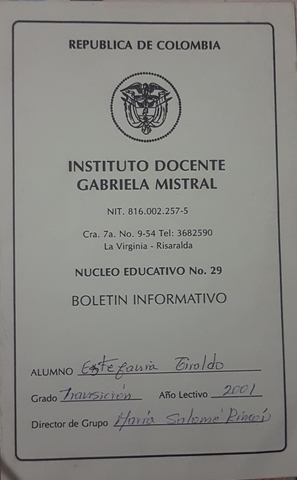 REPUBLICA DE COLOMBIA
INSTITUTO DOCENTE
GABRIELA MISTRAL
NIT. 816.002.257-5
Cra. 7a. No. 9-54 Tel: 3682590
La Virginia - Risaralda
NUCLEO EDUCATIVO No. 29
BOLETIN INFORMATIVO
ALUMNO Estefania Giraldo
Grado Transición Año Lectivo 2001
Director de Grupo María Salomé Rincón